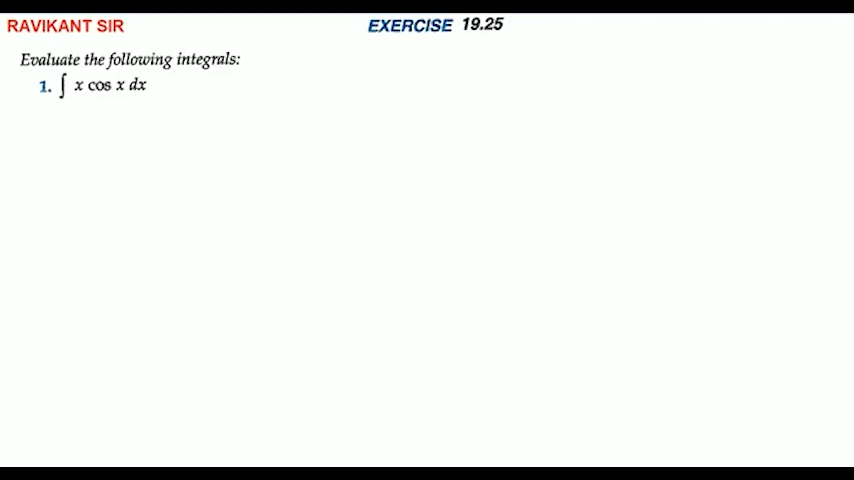 RAVIKANT SIR EXERCISE 19.25
Evaluate the following integrals:
1. ∫ x cos x dx